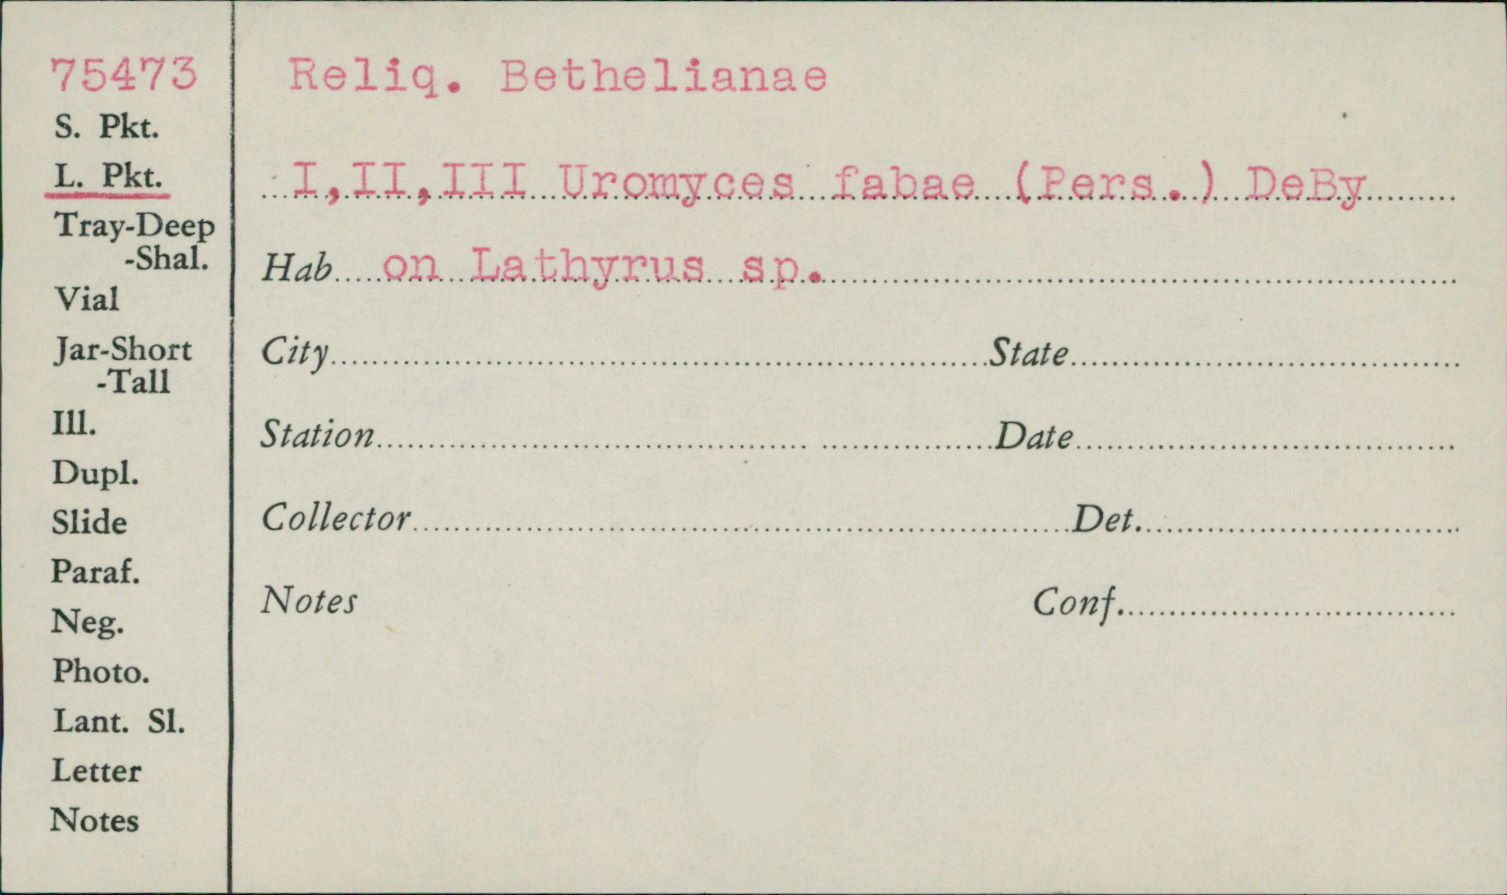 75473
S. Pkt.
L. Pkt.
Tray-Deep
-Shal.
Vial
Jar-Short
-Tall
Ill.
Dupl.
Slide
Paraf.
Neg.
Photo.
Lant. Sl.
Letter
Notes
Reliq. Bethelianae
I,II,III Uromyces fabae (Pers.) DeBy
Hab on Lathyrus sp.
City State
Station Date
Collector Det.
Notes Conf.